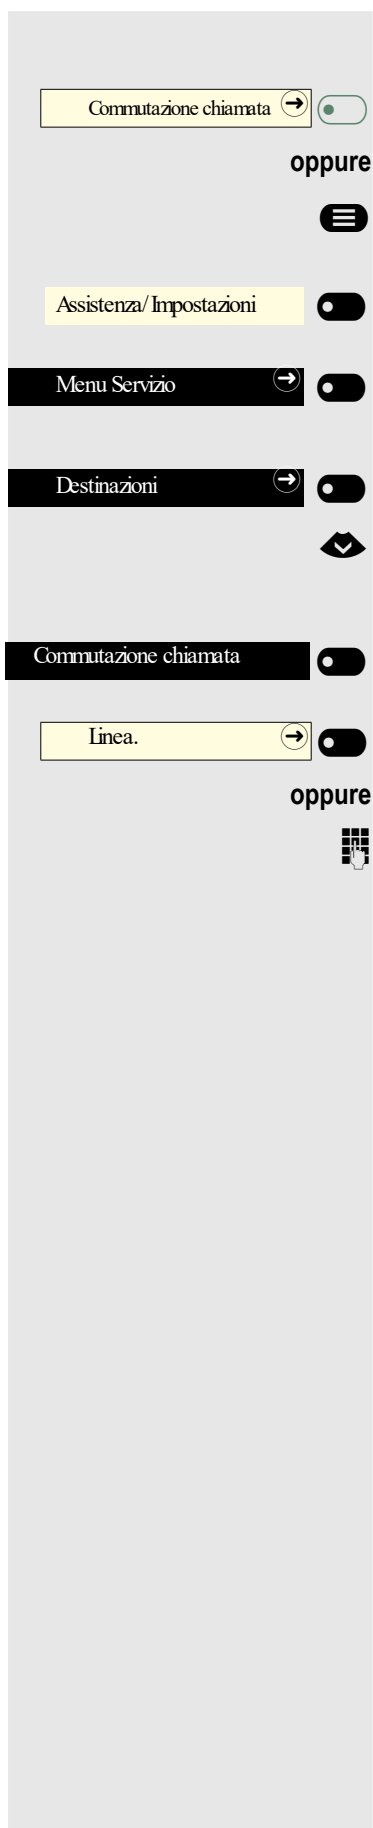 Commutazione chiamata
oppure
Assistenza/Impostazioni
Menu Servizio
Destinazioni
Commutazione chiamata
Linea.
oppure